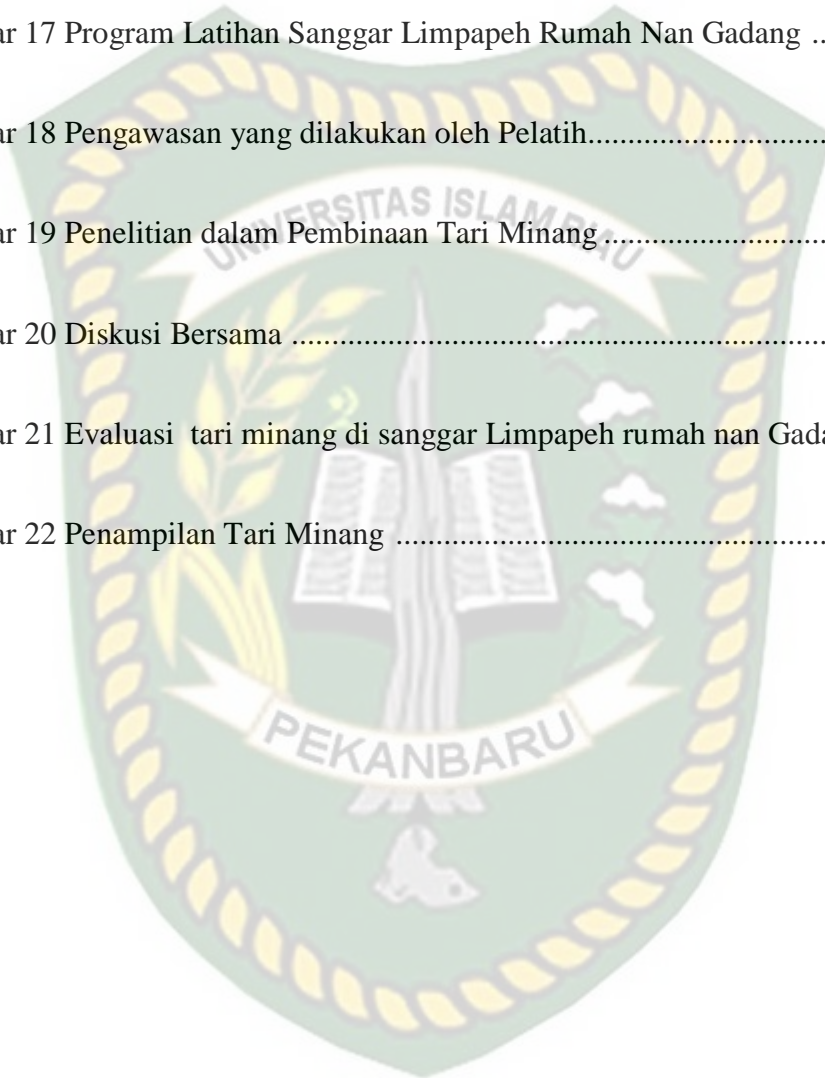 ar 17 Program Latihan Sanggar Limpapeh Rumah Nan Gadang ..
ar 18 Pengawasan yang dilakukan oleh Pelatih............................
ar 19 Penelitian dalam Pembinaan Tari Minang ..........................
UNIVERSITAS ISLAM RIAU
ar 20 Diskusi Bersama ................................................................
ar 21 Evaluasi tari minang di sanggar Limpapeh rumah nan Gada
ar 22 Penampilan Tari Minang ...................................................
PEKANBARU